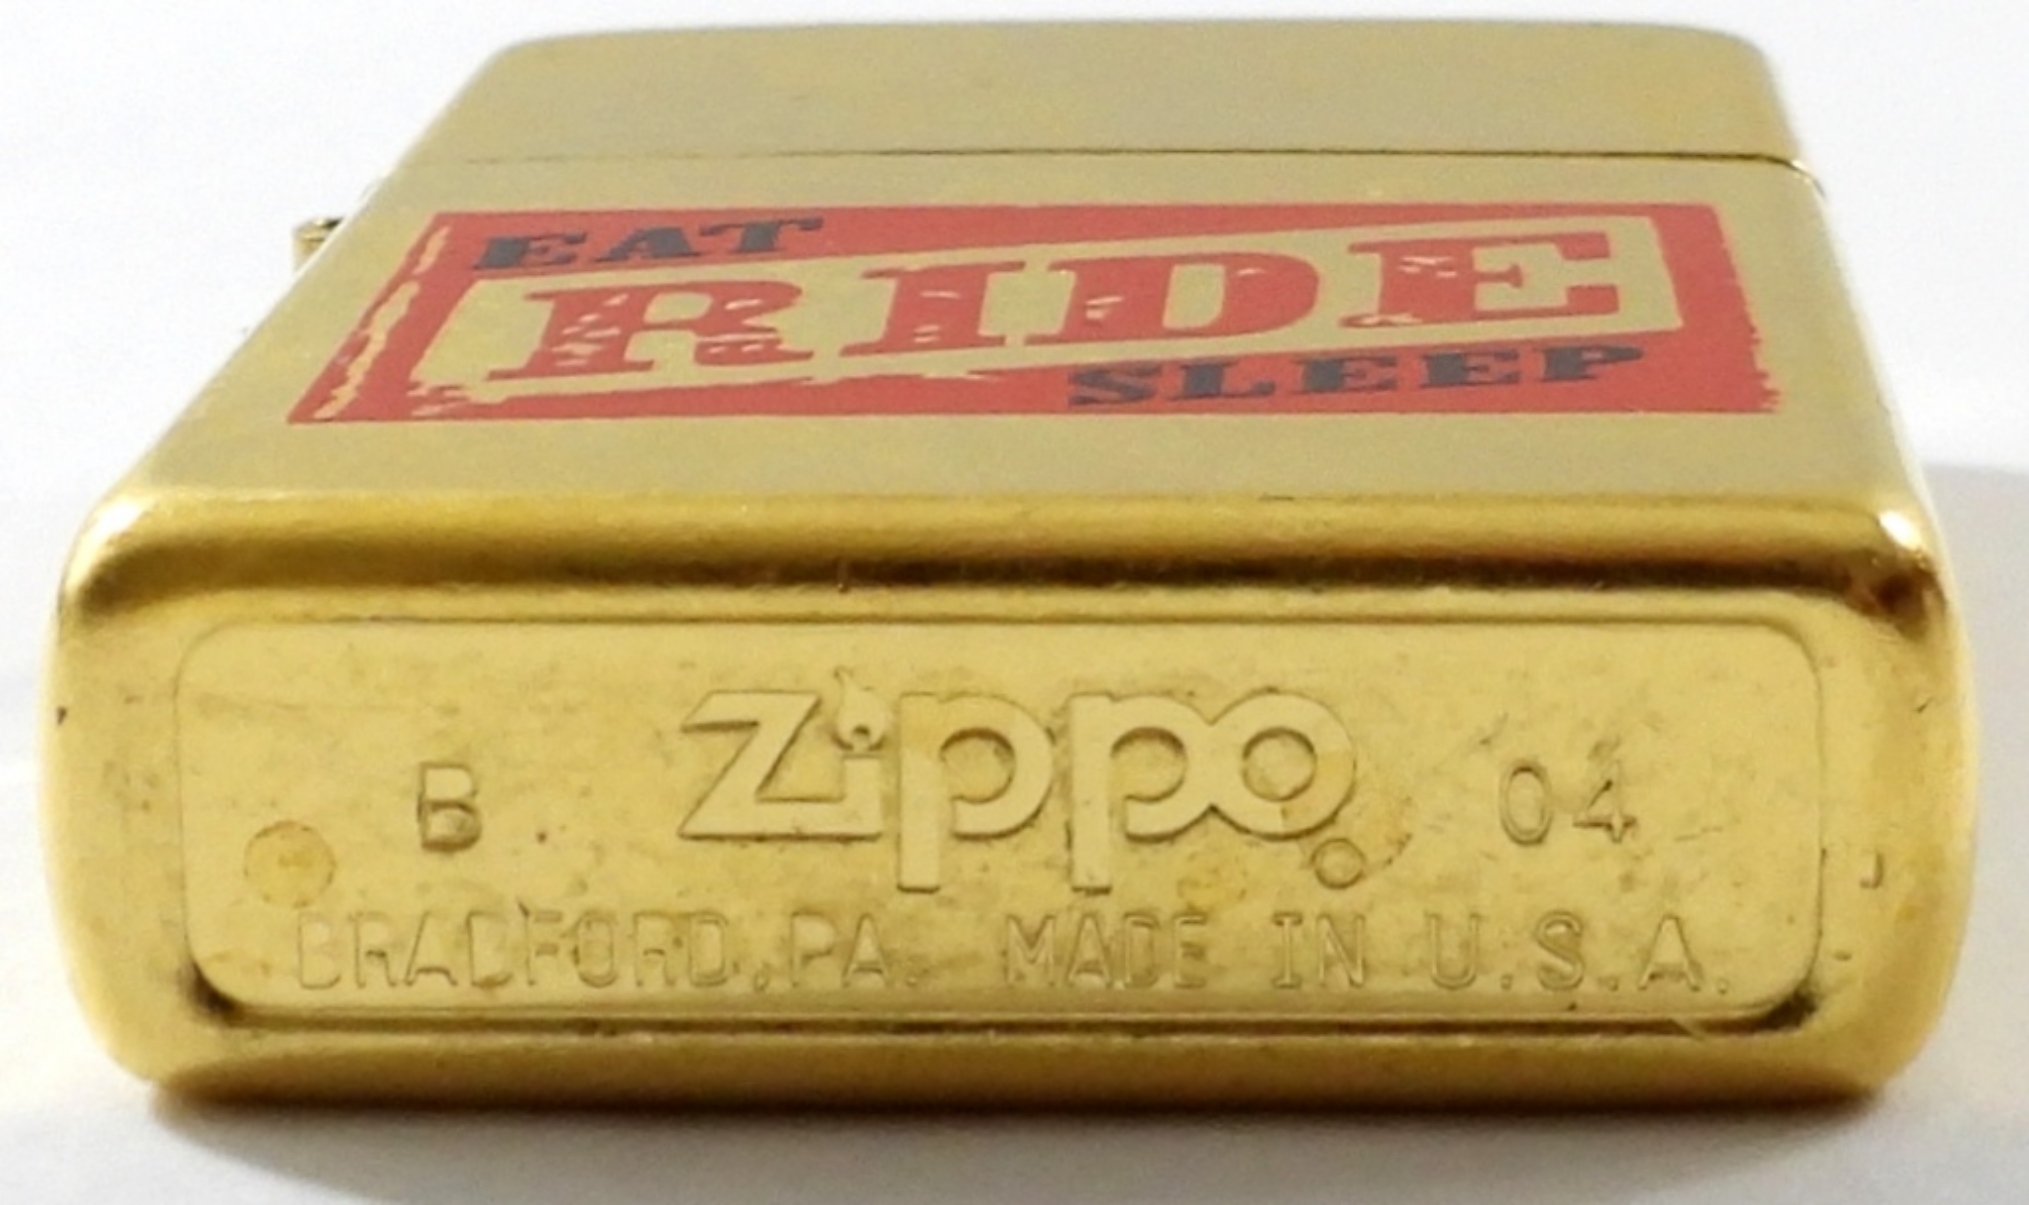 EAT
RIDE
SLEEP
B zippo 04
BRADFORD,PA. MADE IN U.S.A.